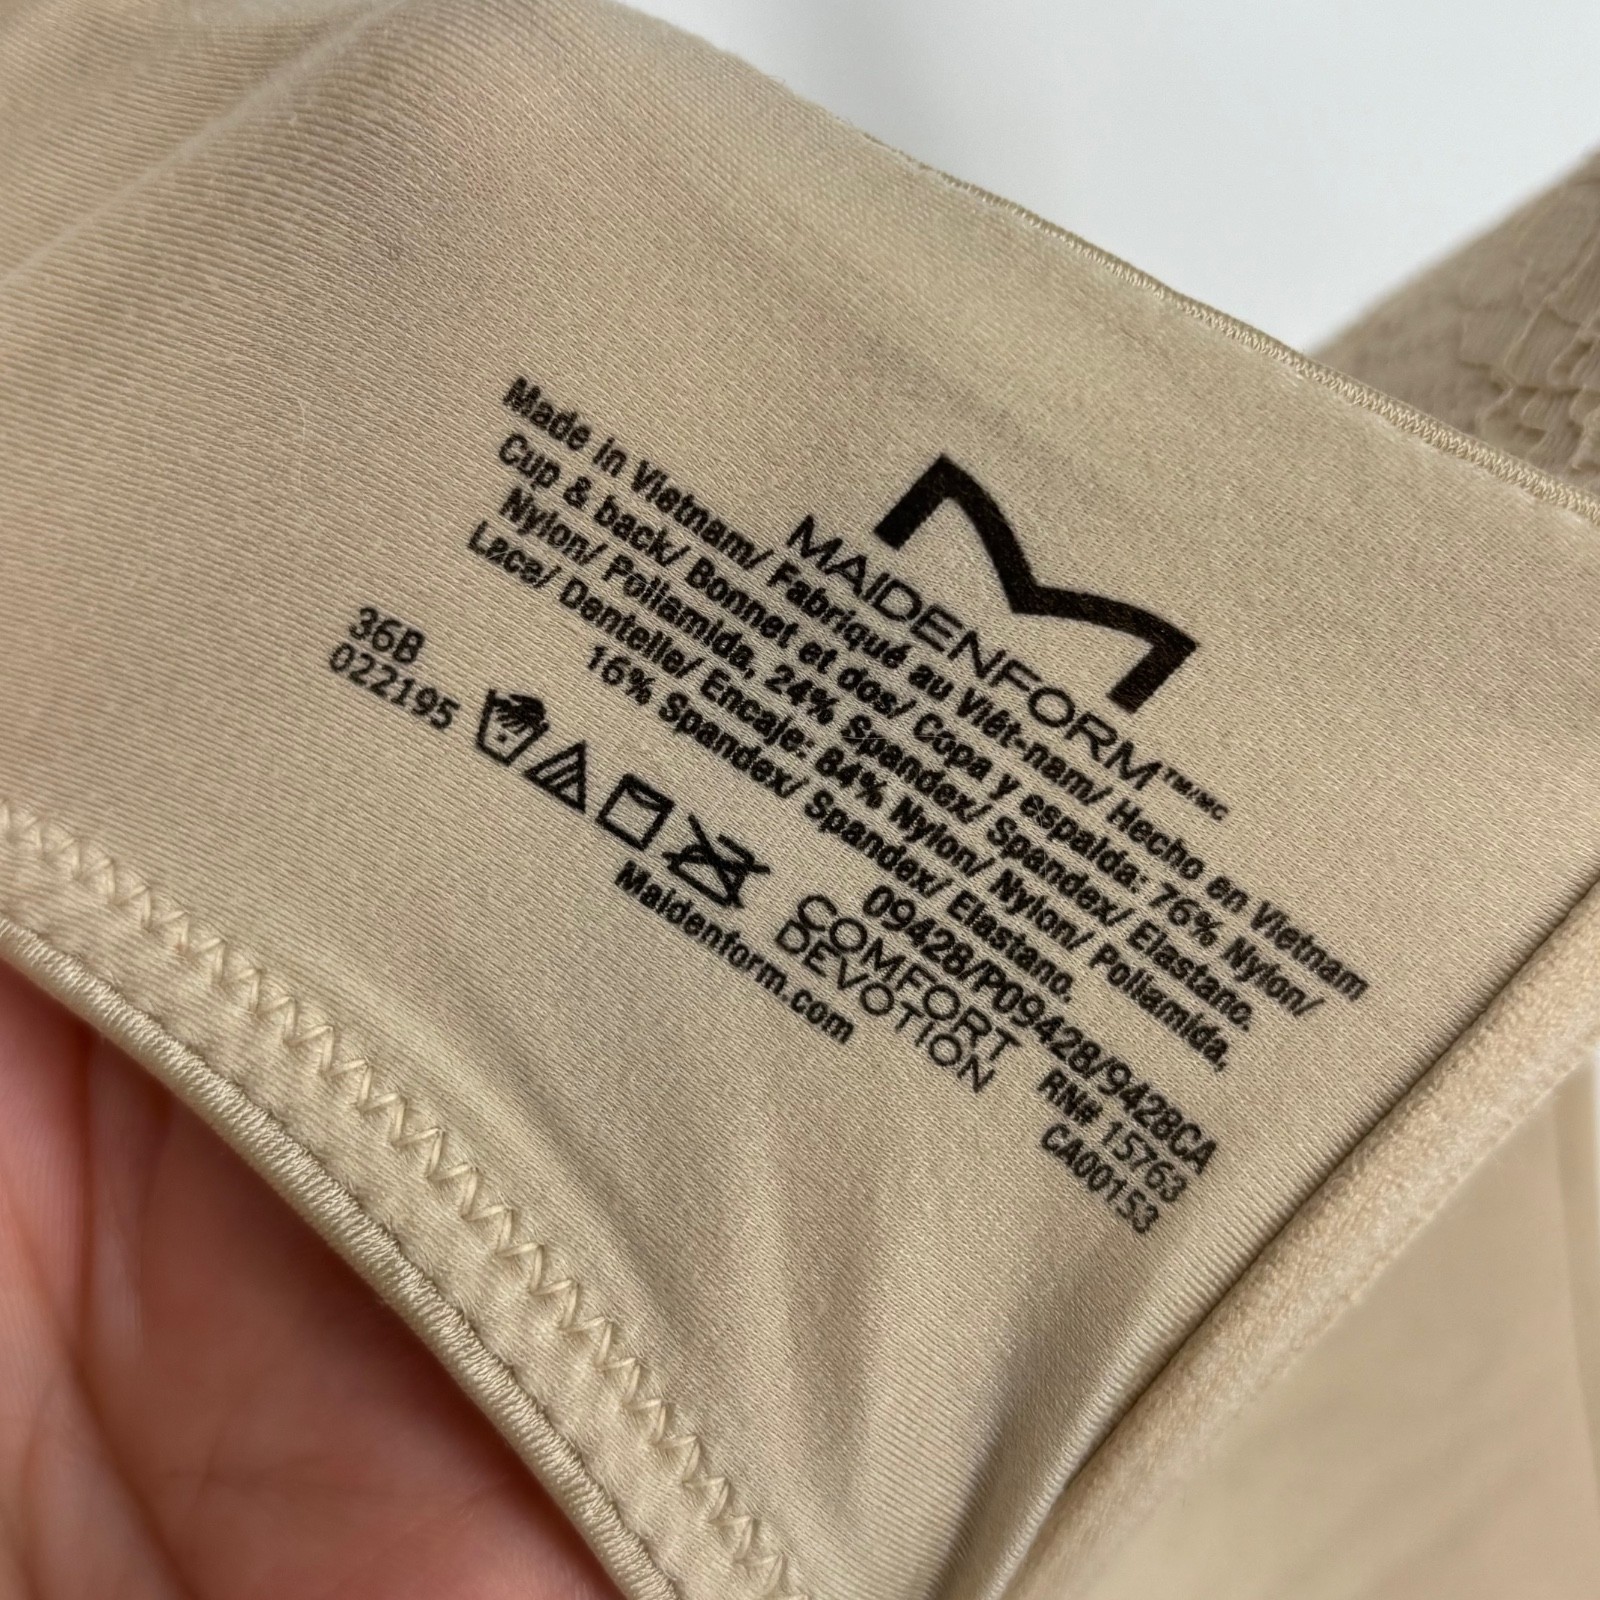 MAIDENFORM™/MC
Made in Vietnam/ Fabriqué au Viêt-nam/ Hecho en Vietnam
Cup & back/ Bonnet et dos/ Copa y espalda: 76% Nylon/
Nylon/ Poliamida, 24% Spandex/ Spandex/ Elastano.
Lace/ Dentelle/ Encaje: 84% Nylon/ Nylon/ Poliamida,
16% Spandex/ Spandex/ Elastano.
36B
022195
09428/P09428/9428CA
RN# 15763
CA00153
COMFORT
DEVOTION
Maidenform.com